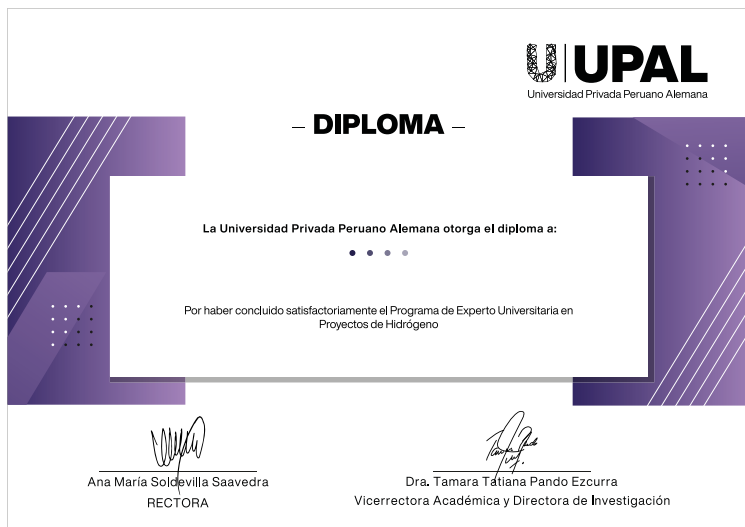 UPAL
Universidad Privada Peruano Alemana
– DIPLOMA –
La Universidad Privada Peruano Alemana otorga el diploma a:
Por haber concluido satisfactoriamente el Programa de Experto Universitaria en
Proyectos de Hidrógeno
Ana María Soldevilla Saavedra
RECTORA
Dra. Tamara Tatiana Pando Ezcurra
Vicerrectora Académica y Directora de Investigación